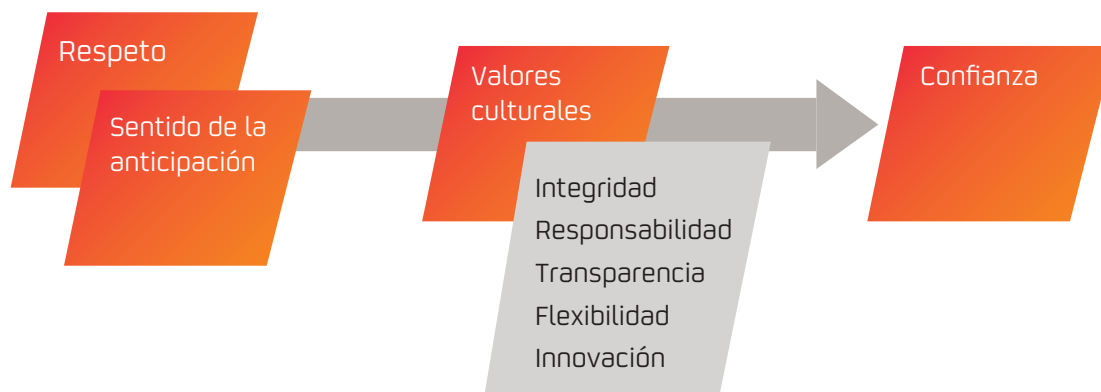 Respeto
Sentido de la
anticipación
Valores
culturales
Integridad
Responsabilidad
Transparencia
Flexibilidad
Innovación
Confianza